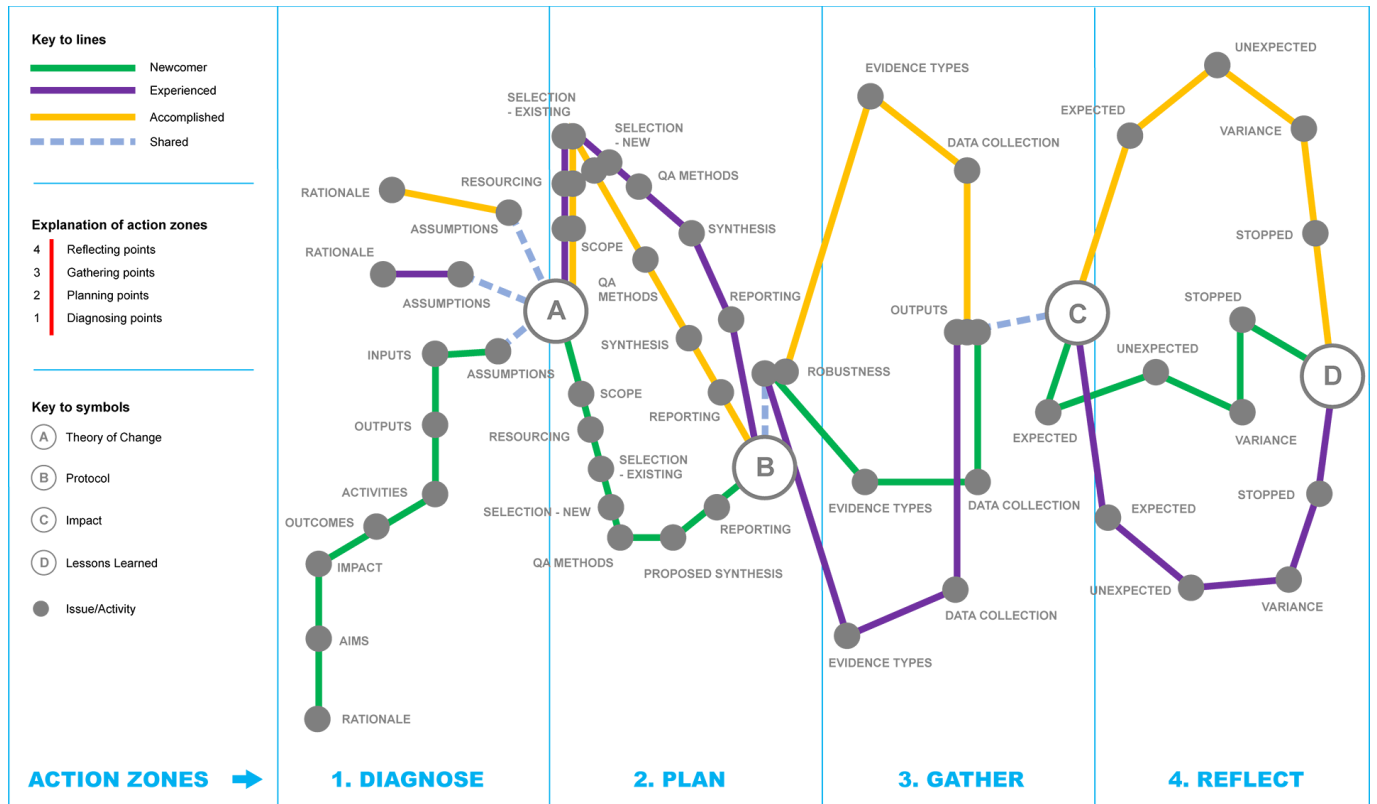 Key to lines
Newcomer
Experienced
Accomplished
Shared
Explanation of action zones
4 Reflecting points
3 Gathering points
2 Planning points
1 Diagnosing points
Key to symbols
A Theory of Change
B Protocol
C Impact
D Lessons Learned
Issue/Activity
RATIONALE
ASSUMPTIONS
RATIONALE
ASSUMPTIONS
INPUTS
ASSUMPTIONS
OUTPUTS
ACTIVITIES
OUTCOMES
IMPACT
AIMS
RATIONALE
A
SELECTION
- EXISTING
SELECTION
- NEW
RESOURCING
QA METHODS
SCOPE
SYNTHESIS
QA
METHODS
REPORTING
SYNTHESIS
REPORTING
SCOPE
RESOURCING
SELECTION
- EXISTING
SELECTION - NEW
QA METHODS
PROPOSED SYNTHESIS
REPORTING
B
EVIDENCE TYPES
DATA COLLECTION
OUTPUTS
ROBUSTNESS
EVIDENCE TYPES
DATA COLLECTION
DATA COLLECTION
EVIDENCE TYPES
C
UNEXPECTED
EXPECTED
VARIANCE
STOPPED
STOPPED
UNEXPECTED
EXPECTED
VARIANCE
D
STOPPED
EXPECTED
UNEXPECTED
VARIANCE
ACTION ZONES
1. DIAGNOSE
2. PLAN
3. GATHER
4. REFLECT